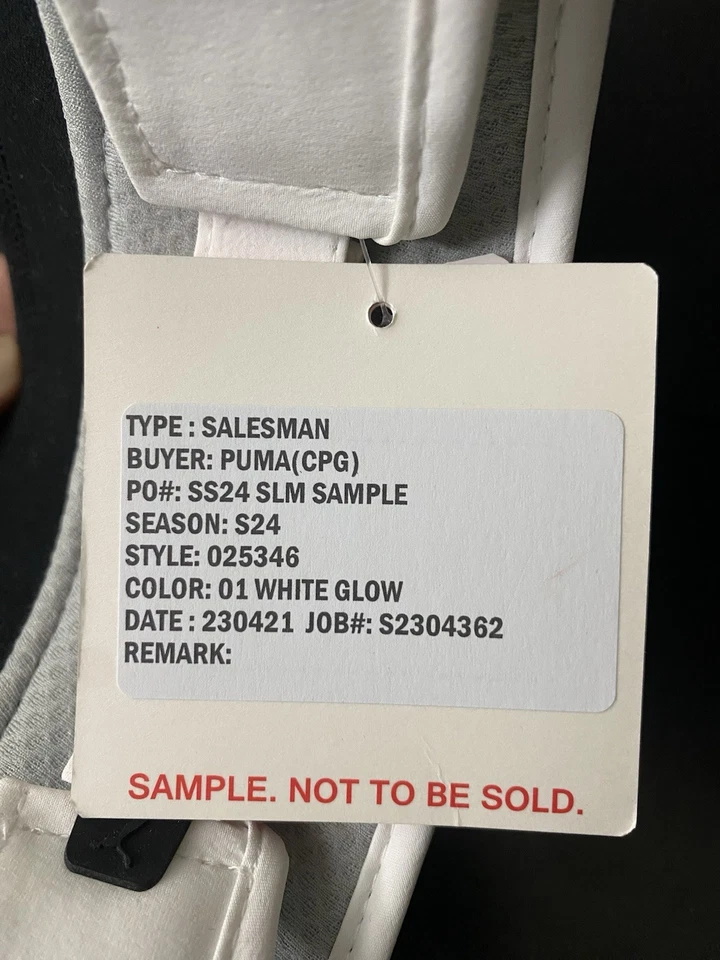 TYPE : SALESMAN
BUYER: PUMA(CPG)
PO#: SS24 SLM SAMPLE
SEASON: S24
STYLE: 025346
COLOR: 01 WHITE GLOW
DATE : 230421 JOB#: S2304362
REMARK:
SAMPLE. NOT TO BE SOLD.